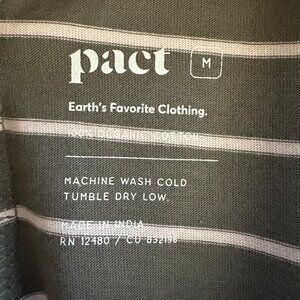 pact M
Earth's Favorite Clothing.
100% ORGANIC COTTON
MACHINE WASH COLD
TUMBLE DRY LOW.
MADE IN INDIA
RN 12480 / CU 832196